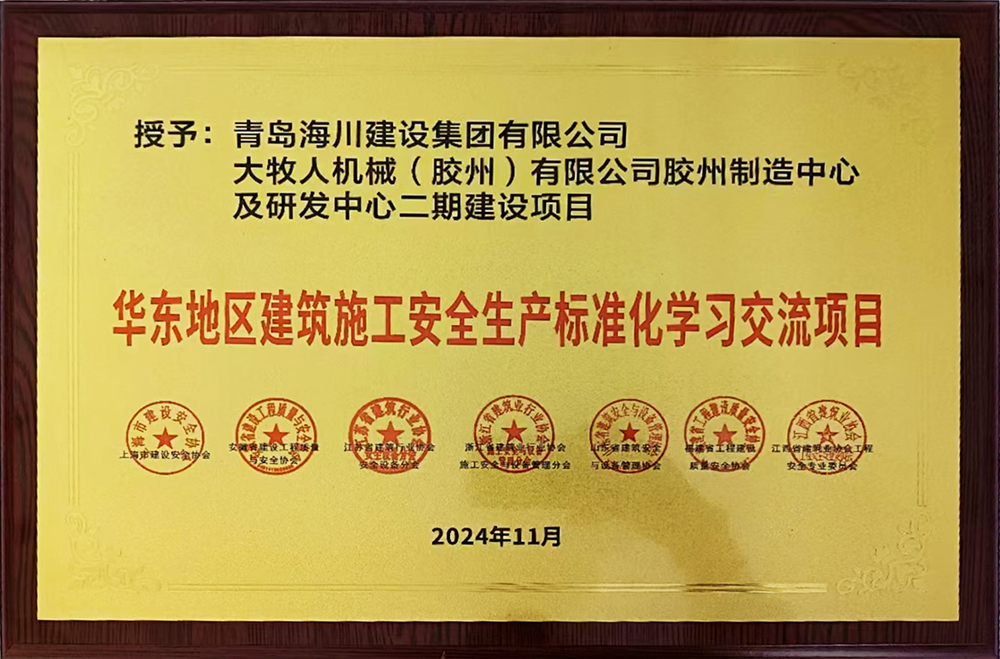 授予：青岛海川建设集团有限公司
大牧人机械（胶州）有限公司胶州制造中心
及研发中心二期建设项目
华东地区建筑施工安全生产标准化学习交流项目
上海市建设安全协会
安徽省建设工程质量
与安全协会
江苏省建筑行业协会
安全设备分会
浙江省建筑业行业协会
施工安全与设备管理分会
山东省建筑安全
与设备管理协会
福建省工程建设
质量安全协会
江西省建筑业协会工程
安全专业委员会
2024年11月